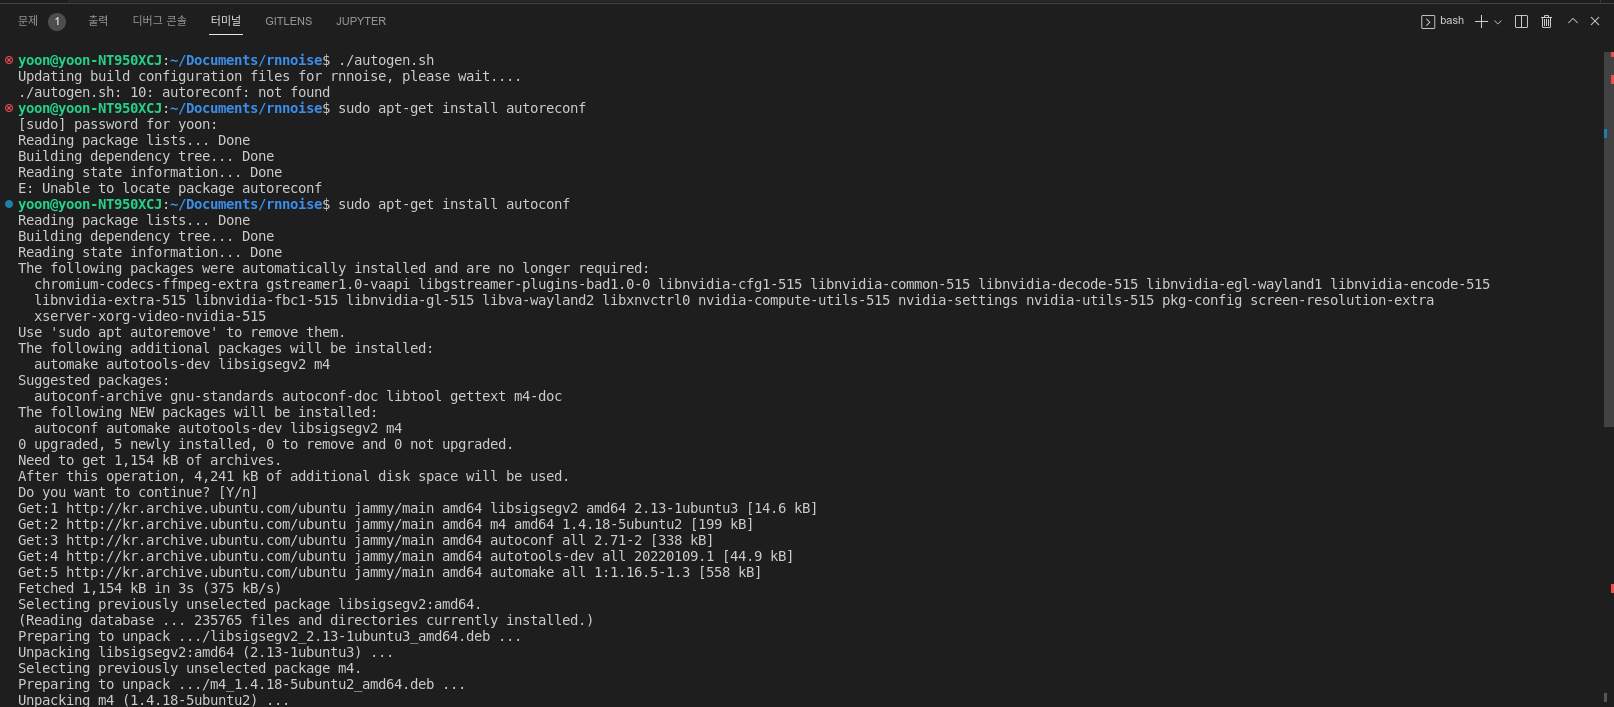 문제 1 출력 디버그 콘솔 터미널 GITLENS JUPYTER bash
yoon@yoon-NT950XCJ:~/Documents/rnnoise$ ./autogen.sh
Updating build configuration files for rnnoise, please wait....
./autogen.sh: 10: autoreconf: not found
yoon@yoon-NT950XCJ:~/Documents/rnnoise$ sudo apt-get install autoreconf
[sudo] password for yoon:
Reading package lists... Done
Building dependency tree... Done
Reading state information... Done
E: Unable to locate package autoreconf
yoon@yoon-NT950XCJ:~/Documents/rnnoise$ sudo apt-get install autoconf
Reading package lists... Done
Building dependency tree... Done
Reading state information... Done
The following packages were automatically installed and are no longer required:
  chromium-codecs-ffmpeg-extra gstreamer1.0-vaapi libgstreamer-plugins-bad1.0-0 libnvidia-cfg1-515 libnvidia-common-515 libnvidia-decode-515 libnvidia-egl-wayland1 libnvidia-encode-515
  libnvidia-extra-515 libnvidia-fbc1-515 libnvidia-gl-515 libva-wayland2 libxnvctrl0 nvidia-compute-utils-515 nvidia-settings nvidia-utils-515 pkg-config screen-resolution-extra
  xserver-xorg-video-nvidia-515
Use 'sudo apt autoremove' to remove them.
The following additional packages will be installed:
  automake autotools-dev libsigsegv2 m4
Suggested packages:
  autoconf-archive gnu-standards autoconf-doc libtool gettext m4-doc
The following NEW packages will be installed:
  autoconf automake autotools-dev libsigsegv2 m4
0 upgraded, 5 newly installed, 0 to remove and 0 not upgraded.
Need to get 1,154 kB of archives.
After this operation, 4,241 kB of additional disk space will be used.
Do you want to continue? [Y/n]
Get:1 http://kr.archive.ubuntu.com/ubuntu jammy/main amd64 libsigsegv2 amd64 2.13-1ubuntu3 [14.6 kB]
Get:2 http://kr.archive.ubuntu.com/ubuntu jammy/main amd64 m4 amd64 1.4.18-5ubuntu2 [199 kB]
Get:3 http://kr.archive.ubuntu.com/ubuntu jammy/main amd64 autoconf all 2.71-2 [338 kB]
Get:4 http://kr.archive.ubuntu.com/ubuntu jammy/main amd64 autotools-dev all 20220109.1 [44.9 kB]
Get:5 http://kr.archive.ubuntu.com/ubuntu jammy/main amd64 automake all 1:1.16.5-1.3 [558 kB]
Fetched 1,154 kB in 3s (375 kB/s)
Selecting previously unselected package libsigsegv2:amd64.
(Reading database ... 235765 files and directories currently installed.)
Preparing to unpack .../libsigsegv2_2.13-1ubuntu3_amd64.deb ...
Unpacking libsigsegv2:amd64 (2.13-1ubuntu3) ...
Selecting previously unselected package m4.
Preparing to unpack .../m4_1.4.18-5ubuntu2_amd64.deb ...
Unpacking m4 (1.4.18-5ubuntu2) ...